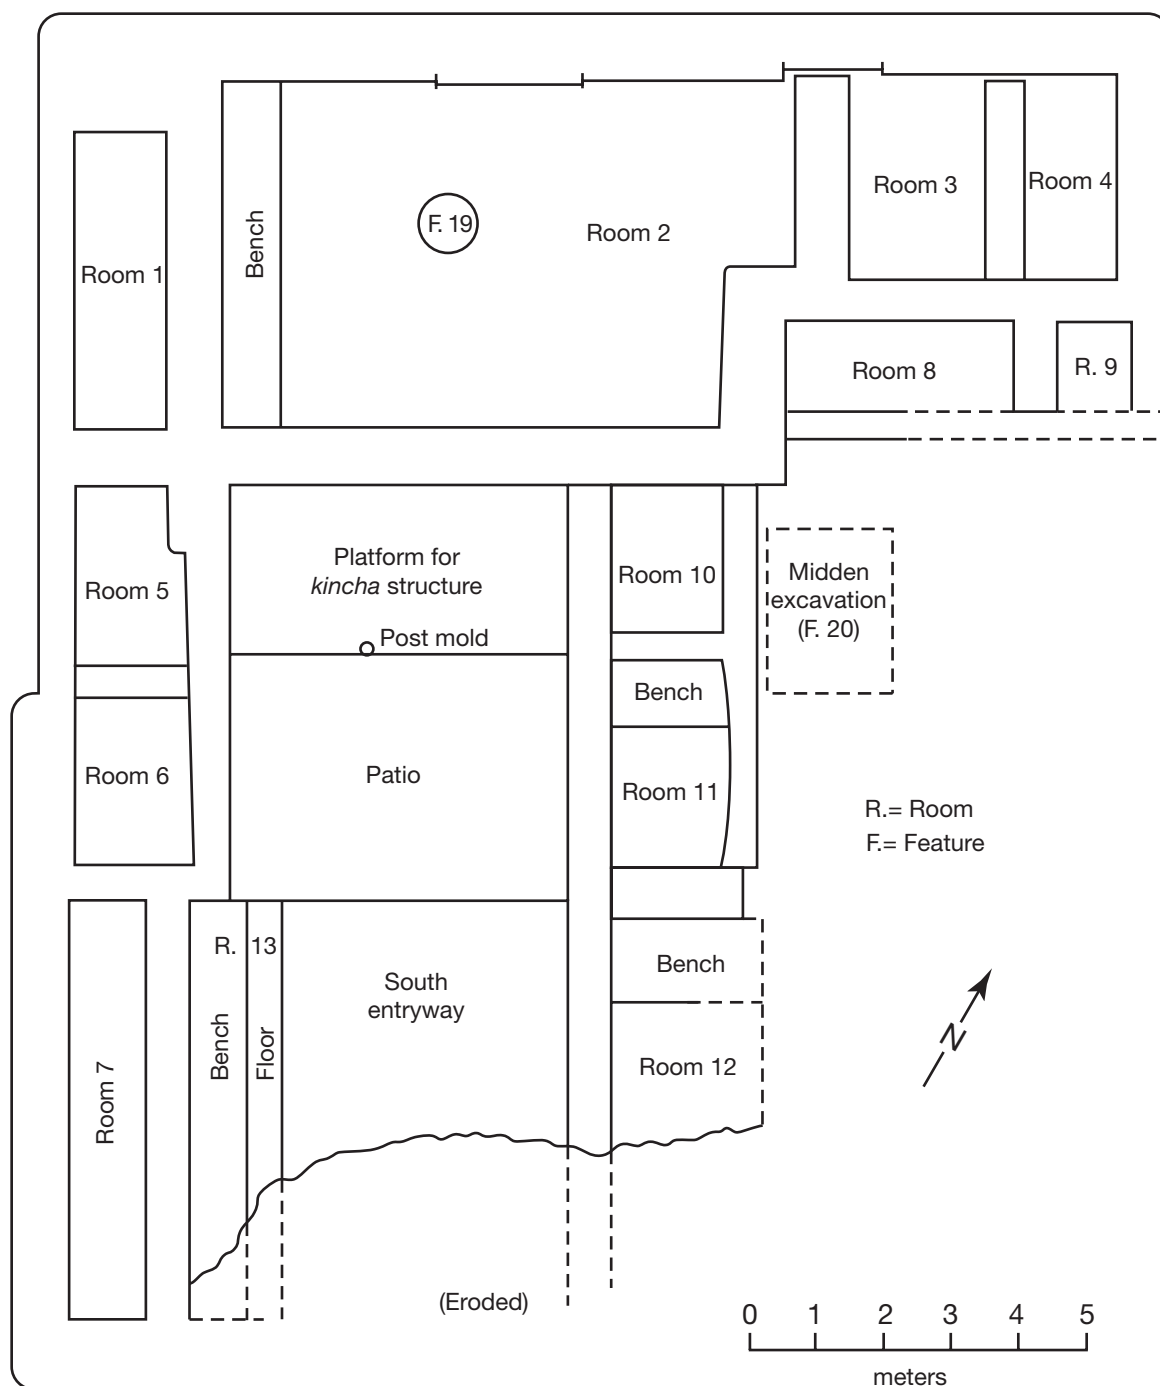 Room 1
Bench
F. 19
Room 2
Room 3
Room 4
Room 8
R. 9
Room 5
Platform for
kincha structure
Post mold
Room 10
Midden
excavation
(F. 20)
Bench
Room 6
Patio
Room 11
R.= Room
F.= Feature
R. 13
Bench
Floor
South
entryway
Bench
Room 12
N
Room 7
(Eroded)
0 1 2 3 4 5
meters